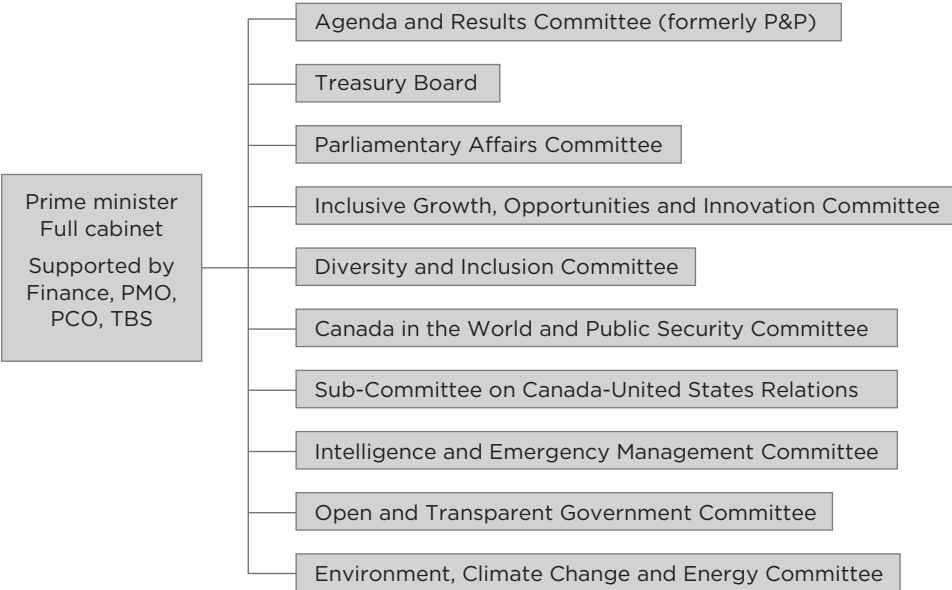 Agenda and Results Committee (formerly P&P)
Treasury Board
Parliamentary Affairs Committee
Prime minister
Full cabinet
Supported by
Finance, PMO,
PCO, TBS
Inclusive Growth, Opportunities and Innovation Committee
Diversity and Inclusion Committee
Canada in the World and Public Security Committee
Sub-Committee on Canada-United States Relations
Intelligence and Emergency Management Committee
Open and Transparent Government Committee
Environment, Climate Change and Energy Committee